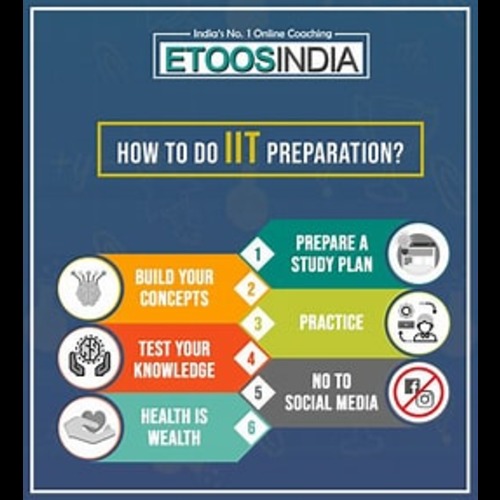 India's No. 1 Online Coaching
ETOOSINDIA
HOW TO DO IIT PREPARATION?
1
PREPARE A
STUDY PLAN
BUILD YOUR
CONCEPTS
2
3
PRACTICE
TEST YOUR
KNOWLEDGE
4
5
NO TO
SOCIAL MEDIA
HEALTH IS
WEALTH
6